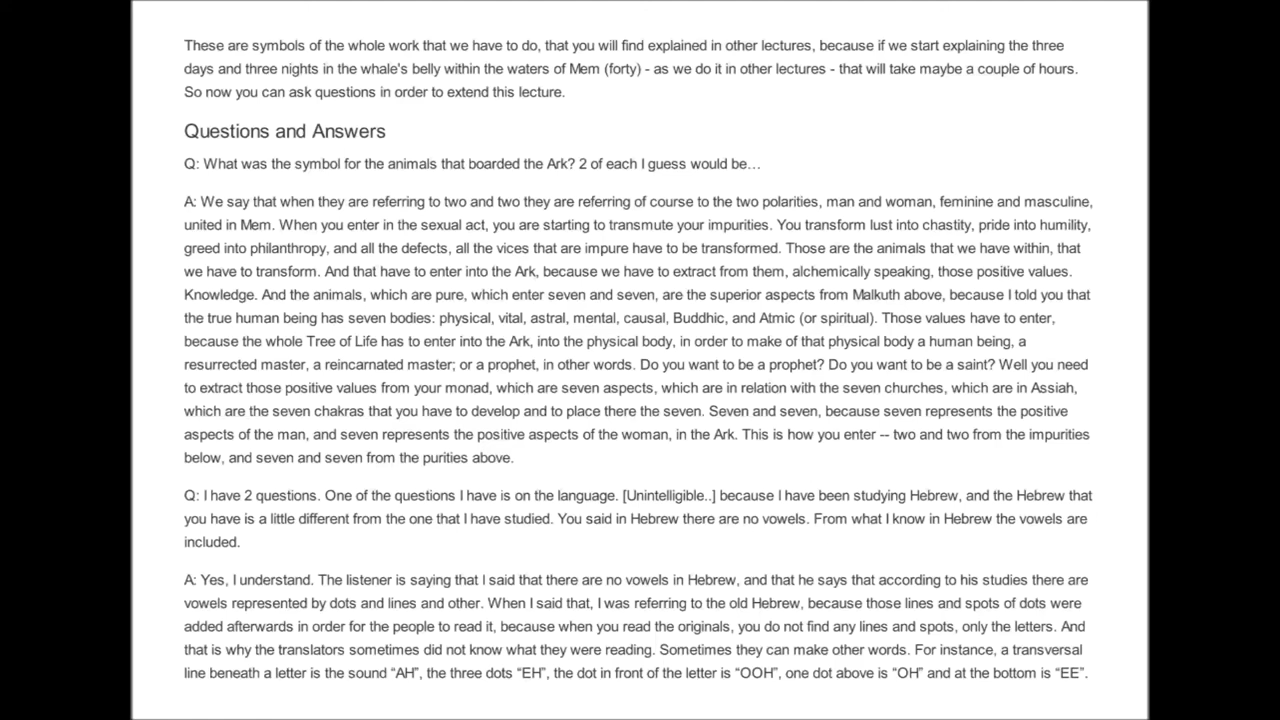 These are symbols of the whole work that we have to do, that you will find explained in other lectures, because if we start explaining the three
days and three nights in the whale's belly within the waters of Mem (forty) - as we do it in other lectures - that will take maybe a couple of hours.
So now you can ask questions in order to extend this lecture.
Questions and Answers
Q: What was the symbol for the animals that boarded the Ark? 2 of each I guess would be…
A: We say that when they are referring to two and two they are referring of course to the two polarities, man and woman, feminine and masculine,
united in Mem. When you enter in the sexual act, you are starting to transmute your impurities. You transform lust into chastity, pride into humility,
greed into philanthropy, and all the defects, all the vices that are impure have to be transformed. Those are the animals that we have within, that
we have to transform. And that have to enter into the Ark, because we have to extract from them, alchemically speaking, those positive values.
Knowledge. And the animals, which are pure, which enter seven and seven, are the superior aspects from Malkuth above, because I told you that
the true human being has seven bodies: physical, vital, astral, mental, causal, Buddhic, and Atmic (or spiritual). Those values have to enter,
because the whole Tree of Life has to enter into the Ark, into the physical body, in order to make of that physical body a human being, a
resurrected master, a reincarnated master; or a prophet, in other words. Do you want to be a prophet? Do you want to be a saint? Well you need
to extract those positive values from your monad, which are seven aspects, which are in relation with the seven churches, which are in Assiah,
which are the seven chakras that you have to develop and to place there the seven. Seven and seven, because seven represents the positive
aspects of the man, and seven represents the positive aspects of the woman, in the Ark. This is how you enter -- two and two from the impurities
below, and seven and seven from the purities above.
Q: I have 2 questions. One of the questions I have is on the language. [Unintelligible..] because I have been studying Hebrew, and the Hebrew that
you have is a little different from the one that I have studied. You said in Hebrew there are no vowels. From what I know in Hebrew the vowels are
included.
A: Yes, I understand. The listener is saying that I said that there are no vowels in Hebrew, and that he says that according to his studies there are
vowels represented by dots and lines and other. When I said that, I was referring to the old Hebrew, because those lines and spots of dots were
added afterwards in order for the people to read it, because when you read the originals, you do not find any lines and spots, only the letters. And
that is why the translators sometimes did not know what they were reading. Sometimes they can make other words. For instance, a transversal
line beneath a letter is the sound “AH”, the three dots “EH”, the dot in front of the letter is “OOH”, one dot above is “OH” and at the bottom is “EE”.